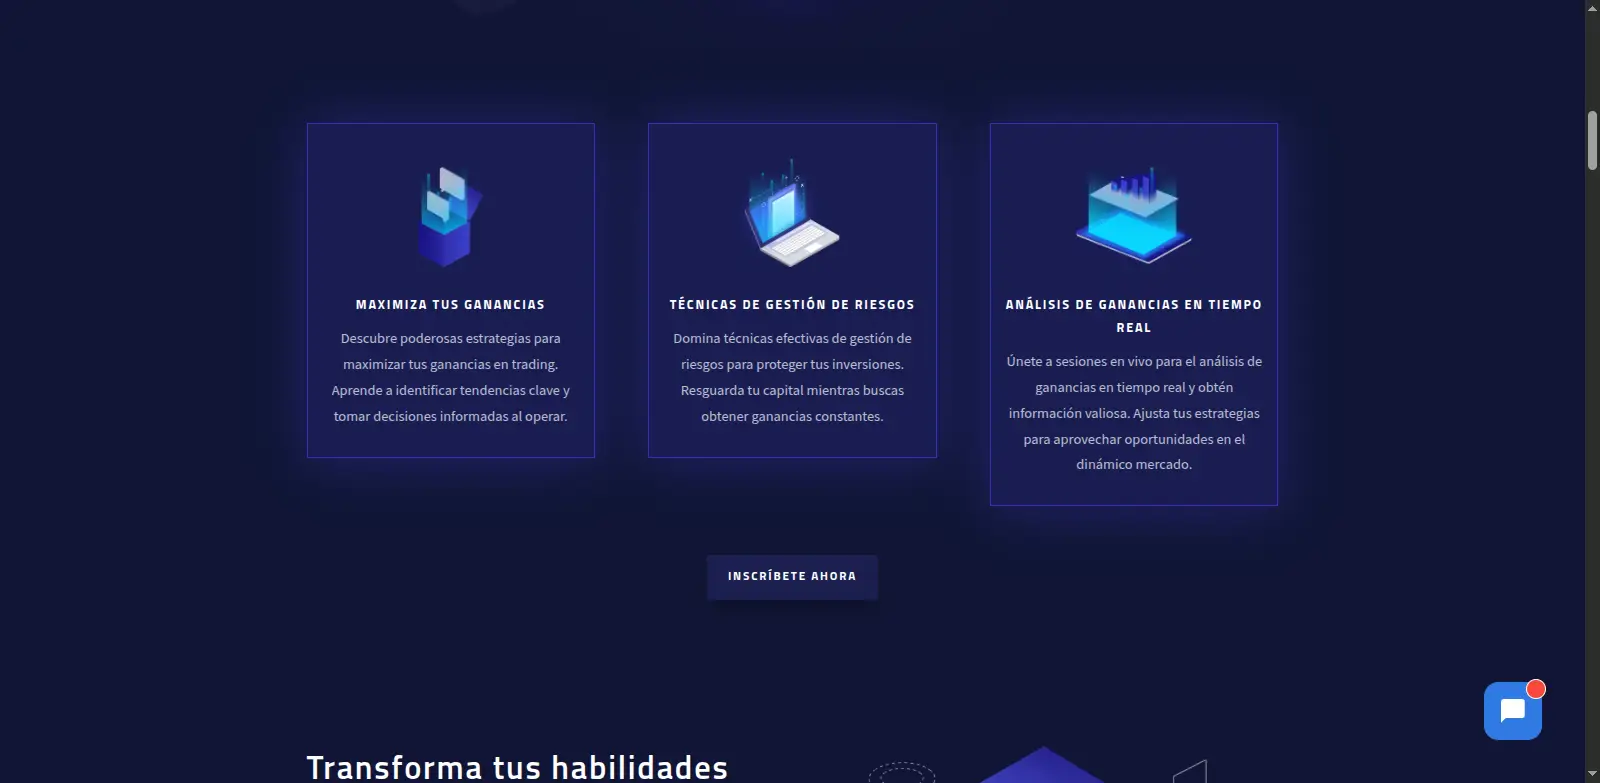 MAXIMIZA TUS GANANCIAS
Descubre poderosas estrategias para
maximizar tus ganancias en trading.
Aprende a identificar tendencias clave y
tomar decisiones informadas al operar.
TÉCNICAS DE GESTIÓN DE RIESGOS
Domina técnicas efectivas de gestión de
riesgos para proteger tus inversiones.
Resguarda tu capital mientras buscas
obtener ganancias constantes.
ANÁLISIS DE GANANCIAS EN TIEMPO
REAL
Únete a sesiones en vivo para el análisis de
ganancias en tiempo real y obtén
información valiosa. Ajusta tus estrategias
para aprovechar oportunidades en el
dinámico mercado.
INSCRÍBETE AHORA
Transforma tus habilidades